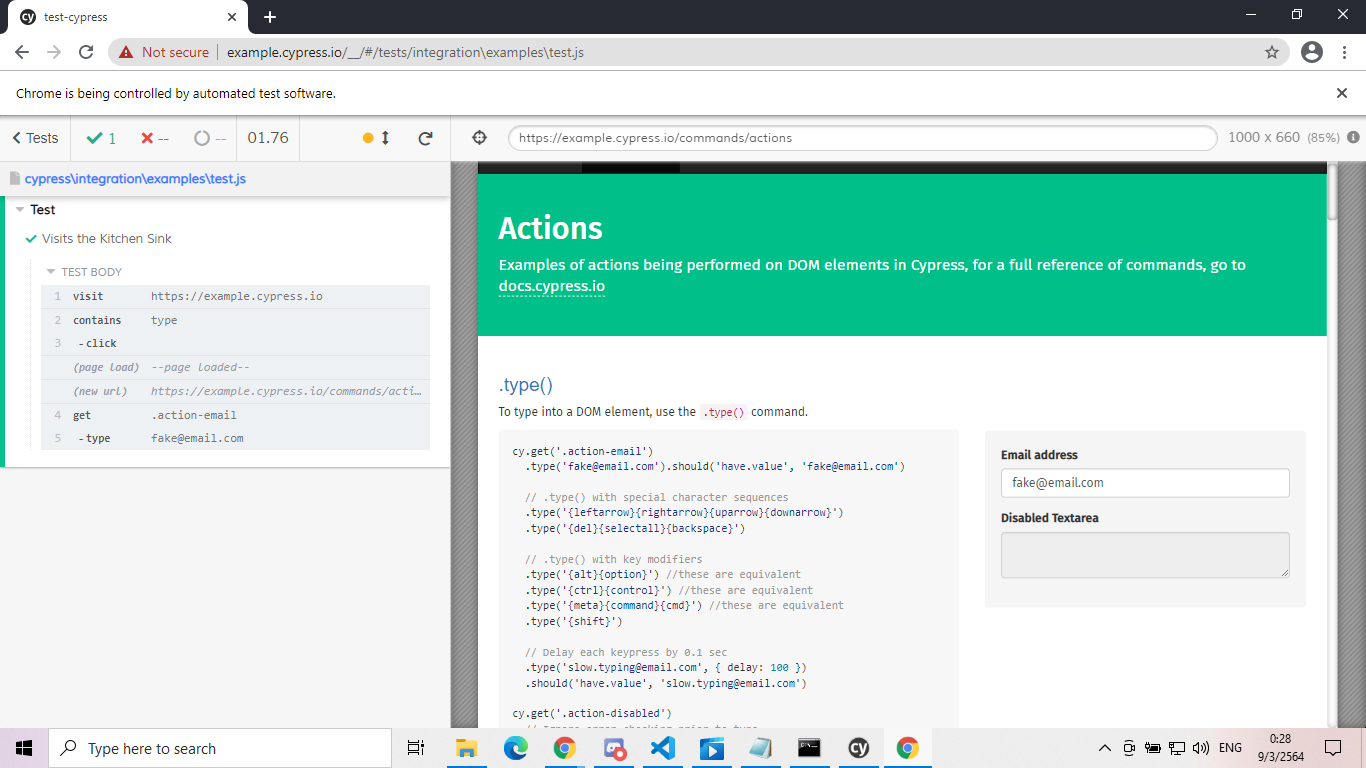 test-cypress
Not secure
example.cypress.io/__/#/tests/integration\examples\test.js
Chrome is being controlled by automated test software.
Tests
1
--
--
01.76
https://example.cypress.io/commands/actions
1000 x 660 (85%)
cypress\integration\examples\test.js
Test
Visits the Kitchen Sink
TEST BODY
1 visit https://example.cypress.io
2 contains type
3 -click
(page load) --page loaded--
(new url) https://example.cypress.io/commands/acti…
4 get .action-email
5 -type fake@email.com
Actions
Examples of actions being performed on DOM elements in Cypress, for a full reference of commands, go to
docs.cypress.io
.type()
To type into a DOM element, use the .type() command.
cy.get('.action-email')
.type('fake@email.com').should('have.value', 'fake@email.com')
// .type() with special character sequences
.type('{leftarrow}{rightarrow}{uparrow}{downarrow}')
.type('{del}{selectall}{backspace}')
// .type() with key modifiers
.type('{alt}{option}') //these are equivalent
.type('{ctrl}{control}') //these are equivalent
.type('{meta}{command}{cmd}') //these are equivalent
.type('{shift}')
// Delay each keypress by 0.1 sec
.type('slow.typing@email.com', { delay: 100 })
.should('have.value', 'slow.typing@email.com')
cy.get('.action-disabled')
Email address
fake@email.com
Disabled Textarea
Type here to search
ENG
0:28
9/3/2564